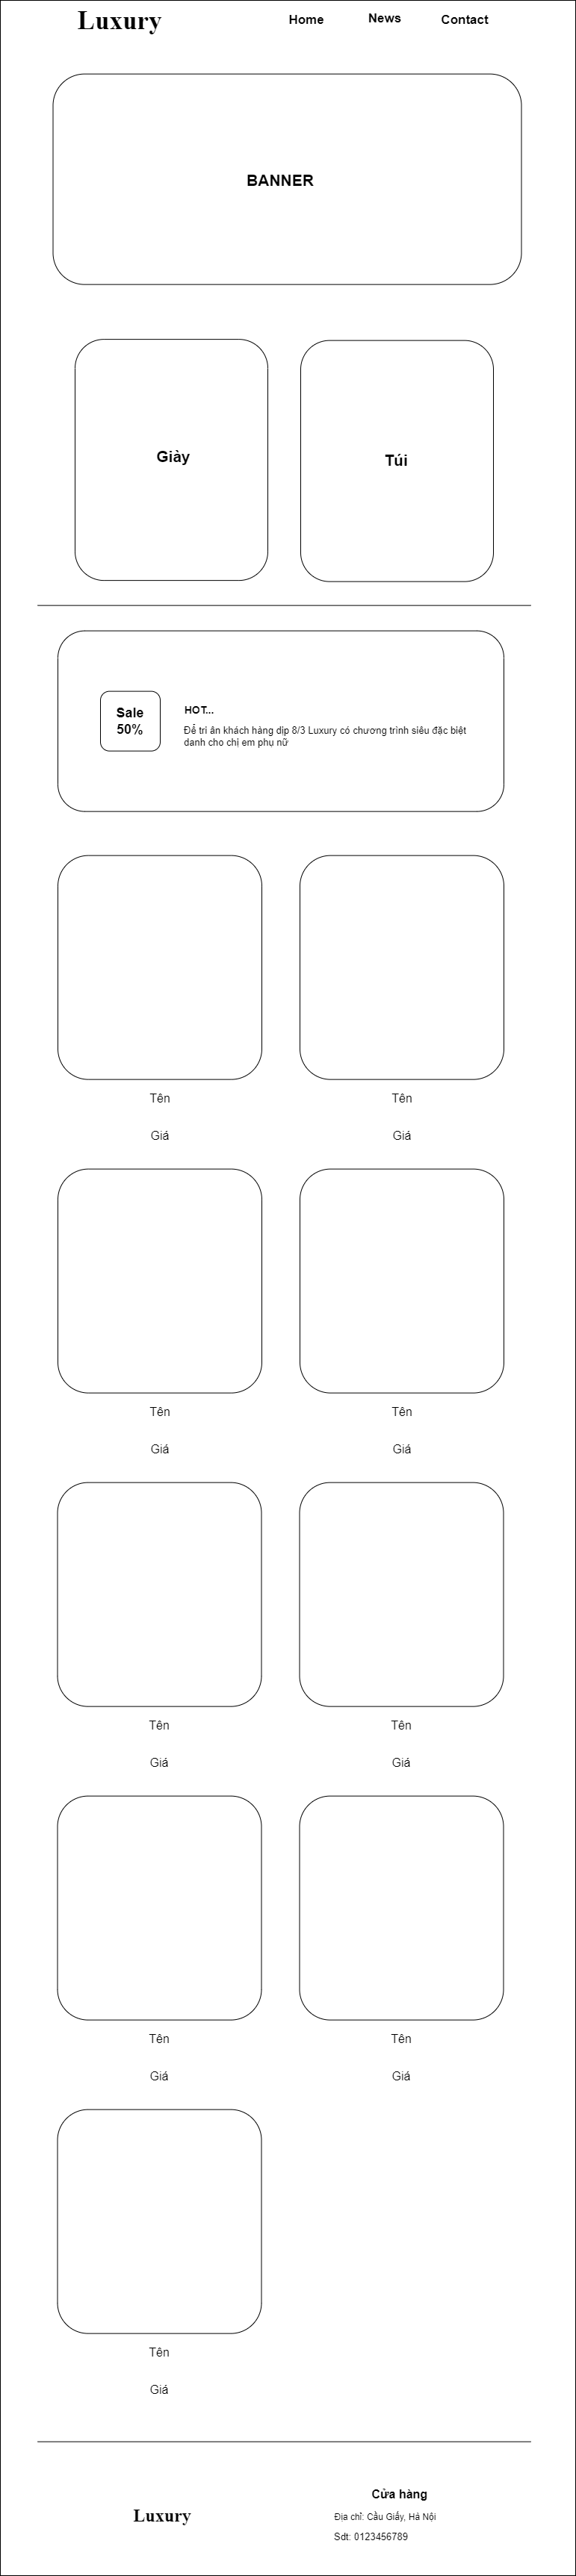 Luxury
Home
News
Contact
BANNER
Giày
Túi
Sale
50%
HOT...
Để tri ân khách hàng dịp 8/3 Luxury có chương trình siêu đặc biệt
danh cho chị em phụ nữ
Tên
Tên
Giá
Giá
Tên
Tên
Giá
Giá
Tên
Tên
Giá
Giá
Tên
Tên
Giá
Giá
Tên
Giá
Luxury
Cửa hàng
Địa chỉ: Cầu Giấy, Hà Nội
Sdt: 0123456789